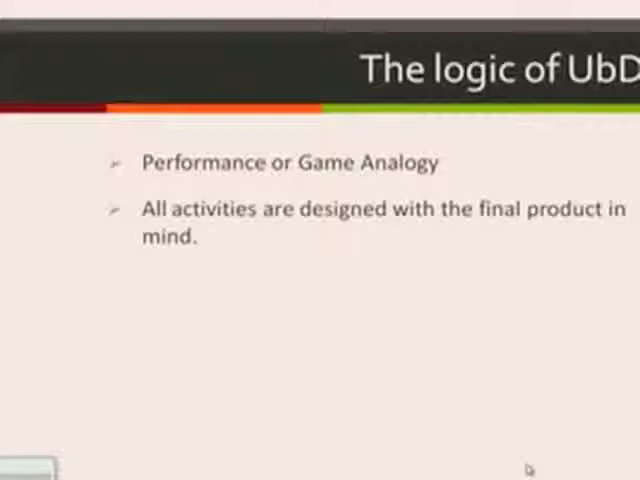 The logic of UbD
Performance or Game Analogy
All activities are designed with the final product in
mind.